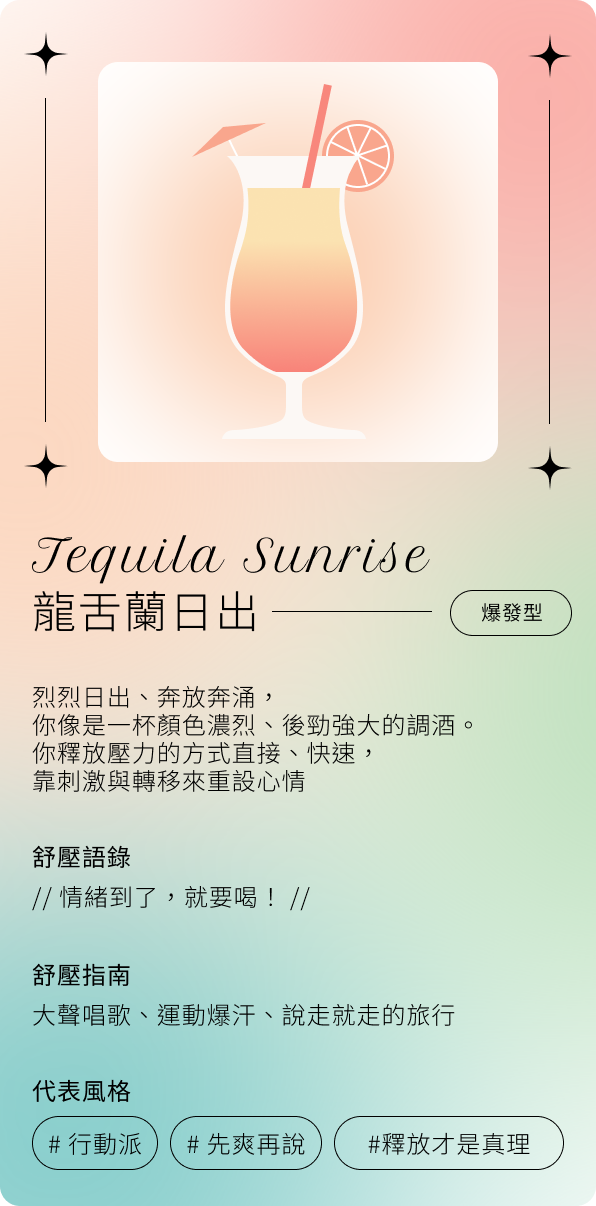 Tequila Sunrise
龍舌蘭日出
爆發型
烈烈日出、奔放奔涌，
你像是一杯顏色濃烈、後勁強大的調酒。
你釋放壓力的方式直接、快速，
靠刺激與轉移來重設心情
舒壓語錄
// 情緒到了，就要喝！ //
舒壓指南
大聲唱歌、運動爆汗、說走就走的旅行
代表風格
# 行動派
# 先爽再說
#釋放才是真理